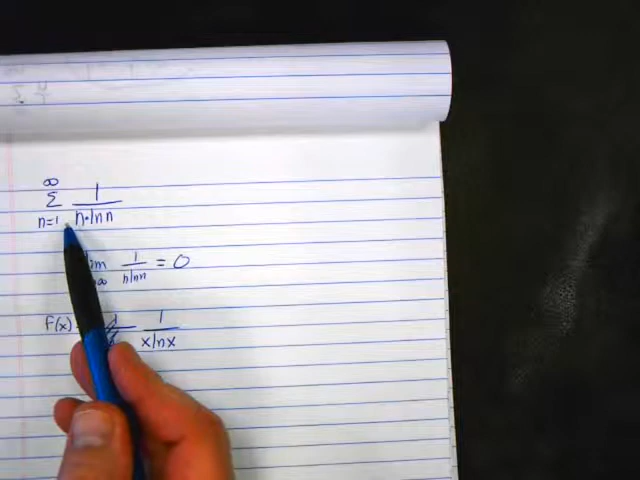 ∞
Σ 1/(n·ln n)
n=1
lim 1/(n ln n) = 0
∞
f(x) 1/(x ln x)